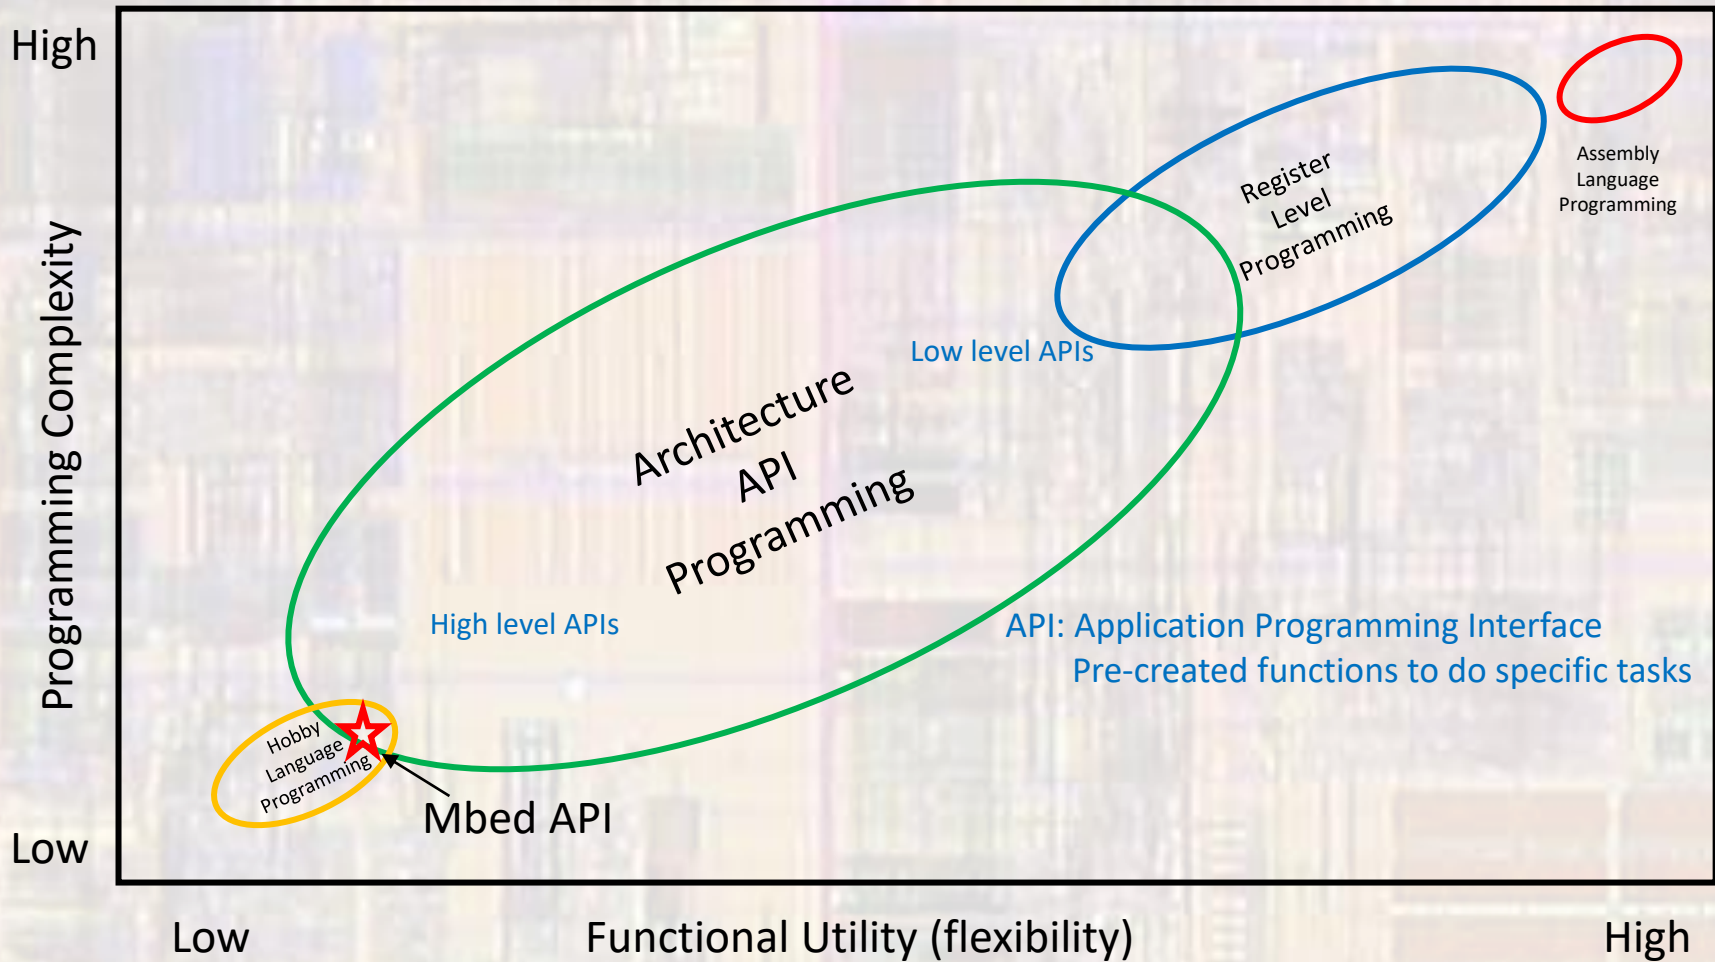 High
Programming Complexity
Low
Register
Level
Programming
Assembly
Language
Programming
Low level APIs
Architecture
API
Programming
High level APIs
API: Application Programming Interface
Pre-created functions to do specific tasks
Hobby
Language
Programming
Mbed API
Low
Functional Utility (flexibility)
High